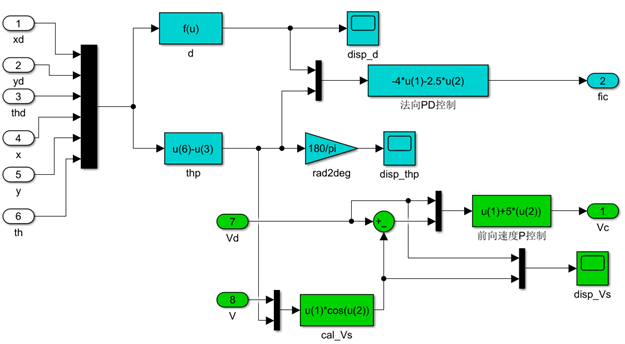 1
xd
2
yd
3
thd
4
x
5
y
6
th
f(u)
d
disp_d
-4*u(1)-2.5*u(2)
法向PD控制
2
fic
u(6)-u(3)
thp
180/pi
rad2deg
disp_thp
7
Vd
+
-
u(1)+5*(u(2))
前向速度P控制
1
Vc
8
V
u(1)*cos(u(2))
cal_Vs
disp_Vs